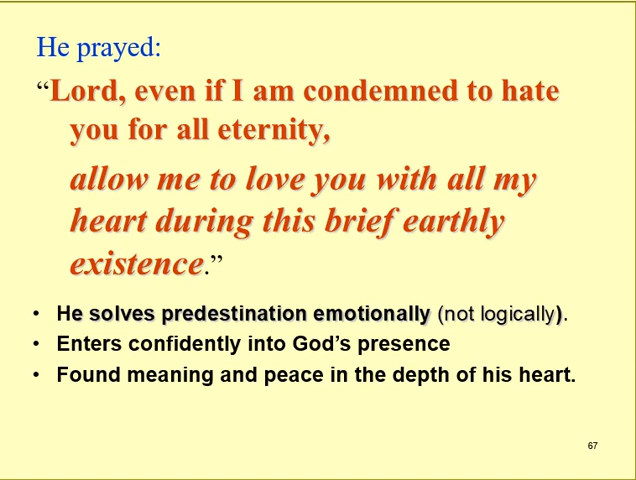 He prayed:
“Lord, even if I am condemned to hate
you for all eternity,
allow me to love you with all my
heart during this brief earthly
existence.”
• He solves predestination emotionally (not logically).
• Enters confidently into God’s presence
• Found meaning and peace in the depth of his heart.
67